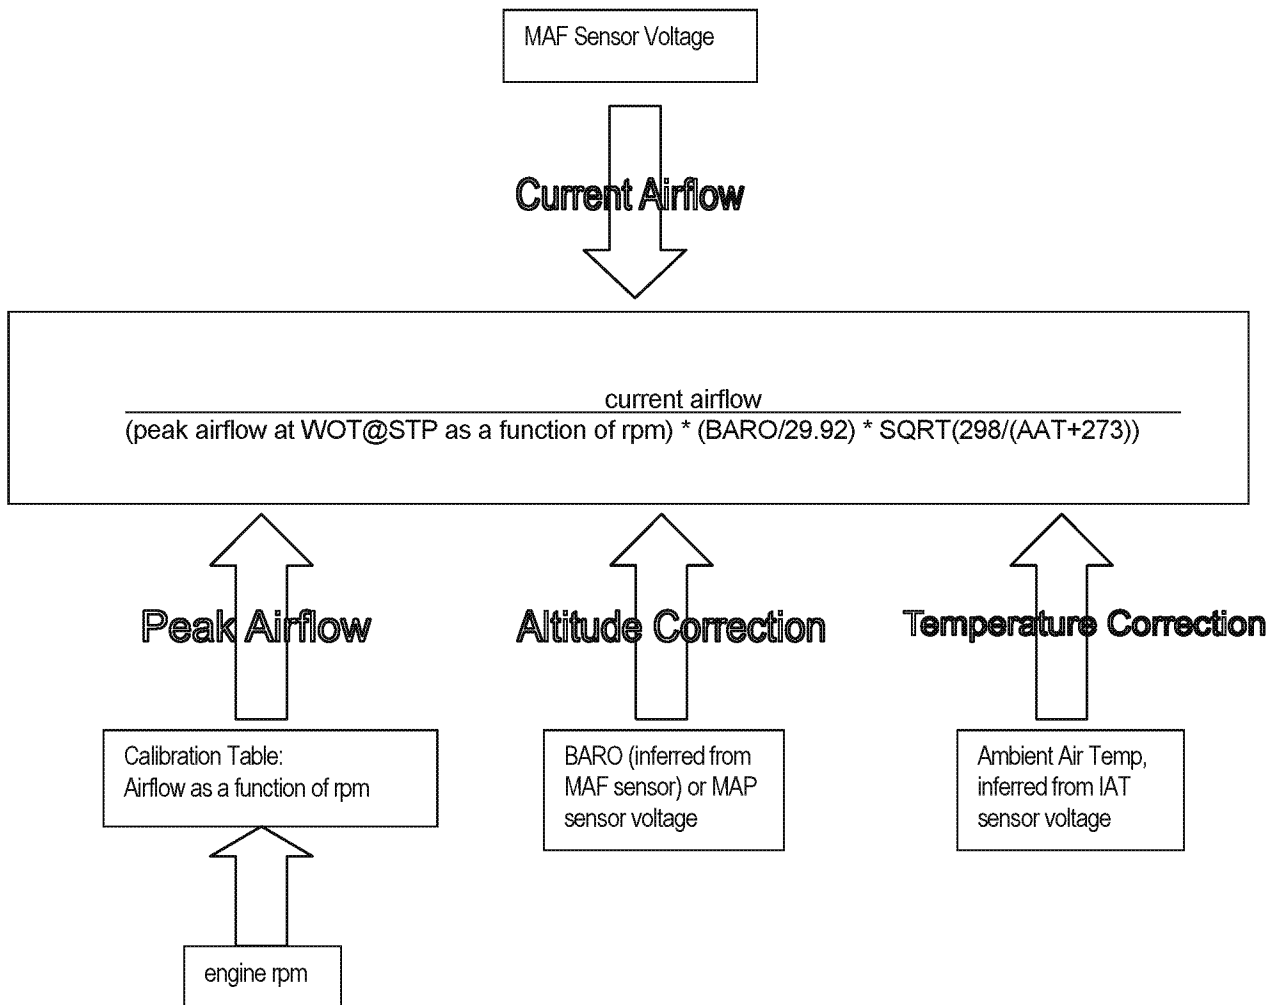 MAF Sensor Voltage
Current Airflow
current airflow
(peak airflow at WOT@STP as a function of rpm) * (BARO/29.92) * SQRT(298/(AAT+273))
Peak Airflow
Altitude Correction
Temperature Correction
Calibration Table:
Airflow as a function of rpm
BARO (inferred from
MAF sensor) or MAP
sensor voltage
Ambient Air Temp,
inferred from IAT
sensor voltage
engine rpm